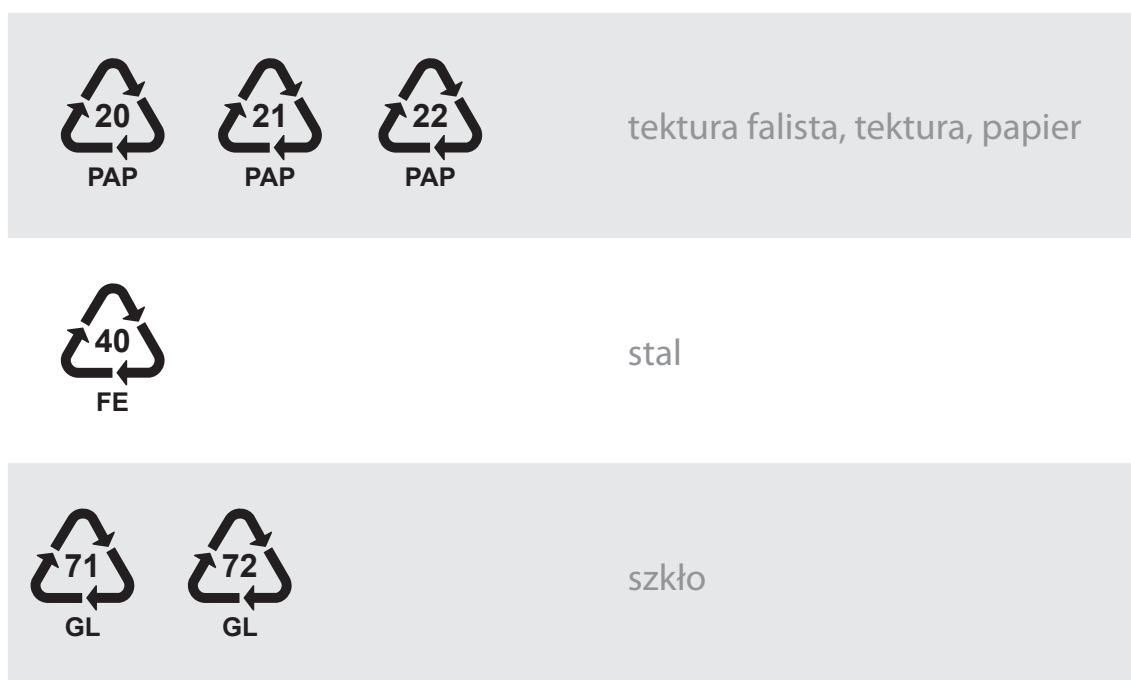 20 21 22 tektura falista, tektura, papier
PAP PAP PAP
40 stal
FE
71 72 szkło
GL GL